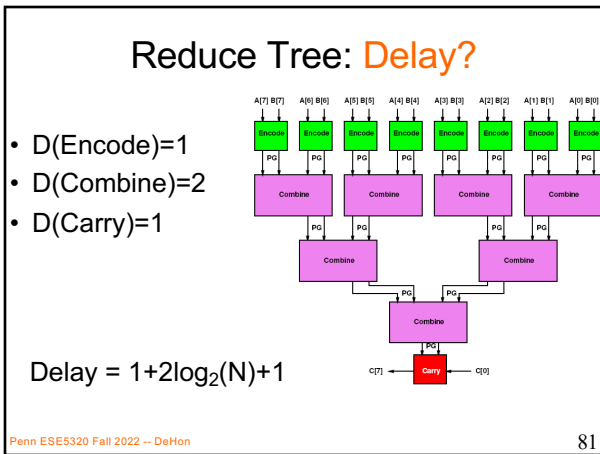 Reduce Tree: Delay?
• D(Encode)=1
• D(Combine)=2
• D(Carry)=1
A[7] B[7] A[6] B[6] A[5] B[5] A[4] B[4] A[3] B[3] A[2] B[2] A[1] B[1] A[0] B[0]
Encode Encode Encode Encode Encode Encode Encode Encode
PG PG PG PG PG PG PG PG
Combine Combine Combine Combine
PG PG PG PG
Combine Combine
PG PG
Combine
PG
C[7] Carry C[0]
Delay = 1+2log₂(N)+1
Penn ESE5320 Fall 2022 -- DeHon
81